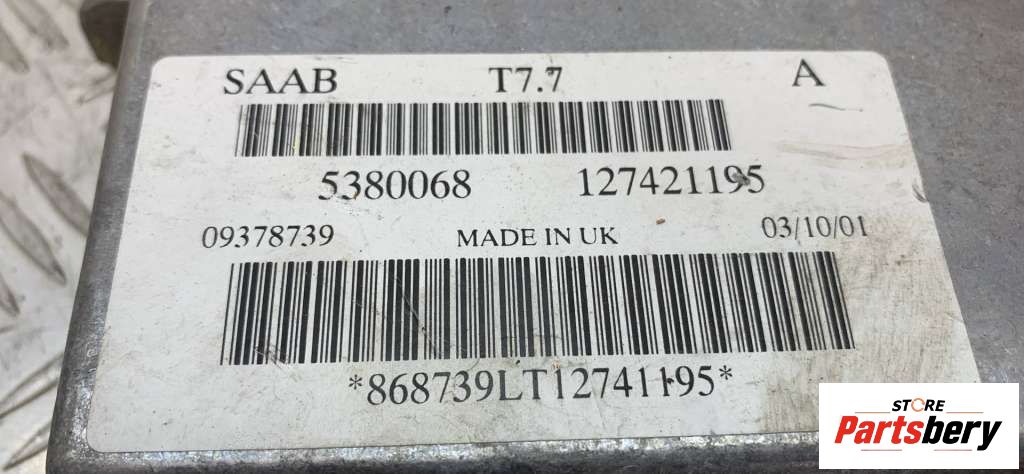 SAAB T7.7 A
5380068 127421195
09378739 MADE IN UK 03/10/01
*868739LT12741195*
STORE
Partsbery